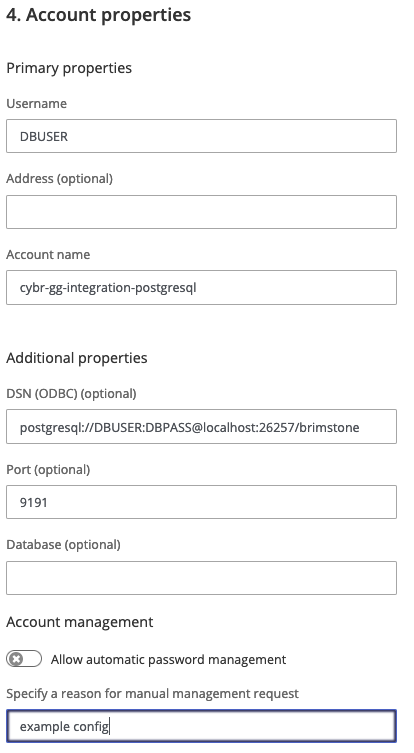 4. Account properties
Primary properties
Username
DBUSER
Address (optional)
Account name
cybr-gg-integration-postgresql
Additional properties
DSN (ODBC) (optional)
postgresql://DBUSER:DBPASS@localhost:26257/brimstone
Port (optional)
9191
Database (optional)
Account management
Allow automatic password management
Specify a reason for manual management request
example config